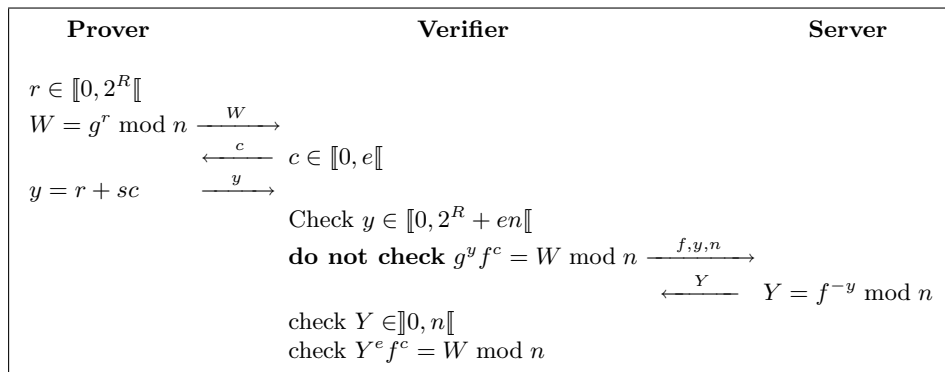 Prover Verifier Server
r ∈ ⟦0, 2^R⟦
W = g^r mod n ⟶^W
⟵^c c ∈ ⟦0, e⟦
y = r + sc ⟶^y
Check y ∈ ⟦0, 2^R + en⟦
do not check g^y f^c = W mod n ⟶^{f,y,n}
⟵^Y Y = f^{−y} mod n
check Y ∈⟧0, n⟦
check Y^e f^c = W mod n